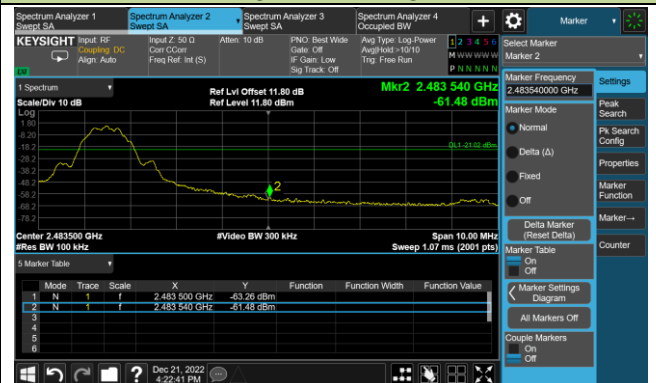 Spectrum Analyzer 1
Swept SA
Spectrum Analyzer 2
Swept SA
Spectrum Analyzer 3
Swept SA
Spectrum Analyzer 4
Occupied BW
+
Marker
KEYSIGHT
Input: RF
Coupling: DC
Align: Auto
Input Z: 50 Ω
Corr CCorr
Freq Ref: Int (S)
Atten: 10 dB
PNO: Best Wide
Gate: Off
IF Gain: Low
Sig Track: Off
Avg Type: Log-Power
Avg|Hold:>10/10
Trig: Free Run
1 2 3 4 5 6
M W W W W W
P N N N N N
Select Marker
Marker 2
1 Spectrum
Scale/Div 10 dB
Ref Lvl Offset 11.80 dB
Ref Level 11.80 dBm
Mkr2 2.483 540 GHz
-61.48 dBm
Log
1.80
-8.20
-18.2
-28.2
-38.2
-48.2
-58.2
-68.2
-78.2
DL1 -21.02 dBm
2
Center 2.483500 GHz
#Res BW 100 kHz
#Video BW 300 kHz
Span 10.00 MHz
Sweep 1.07 ms (2001 pts)
5 Marker Table
Mode Trace Scale X Y Function Function Width Function Value
1 N 1 f 2.483 500 GHz -63.26 dBm
2 N 1 f 2.483 540 GHz -61.48 dBm
3
4
5
6
Marker Frequency
2.483540000 GHz
Marker Mode
Normal
Delta (Δ)
Fixed
Off
Delta Marker
(Reset Delta)
Marker Table
On
Off
Marker Settings
Diagram
All Markers Off
Couple Markers
On
Off
Settings
Peak
Search
Pk Search
Config
Properties
Marker
Function
Marker→
Counter
?
Dec 21, 2022
4:22:41 PM